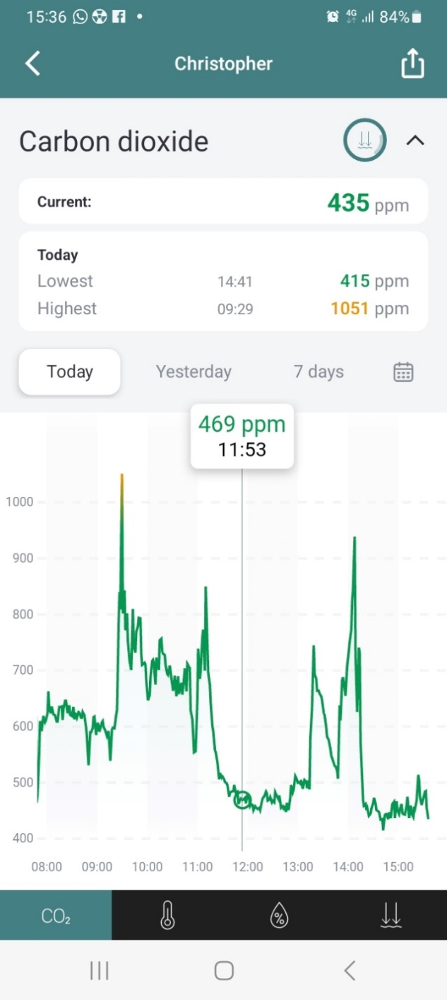 15:36 4G 84%
Christopher
Carbon dioxide
Current: 435 ppm
Today
Lowest 14:41 415 ppm
Highest 09:29 1051 ppm
Today Yesterday 7 days
469 ppm
11:53
1000
900
800
700
600
500
400
08:00 09:00 10:00 11:00 12:00 13:00 14:00 15:00
CO₂ %